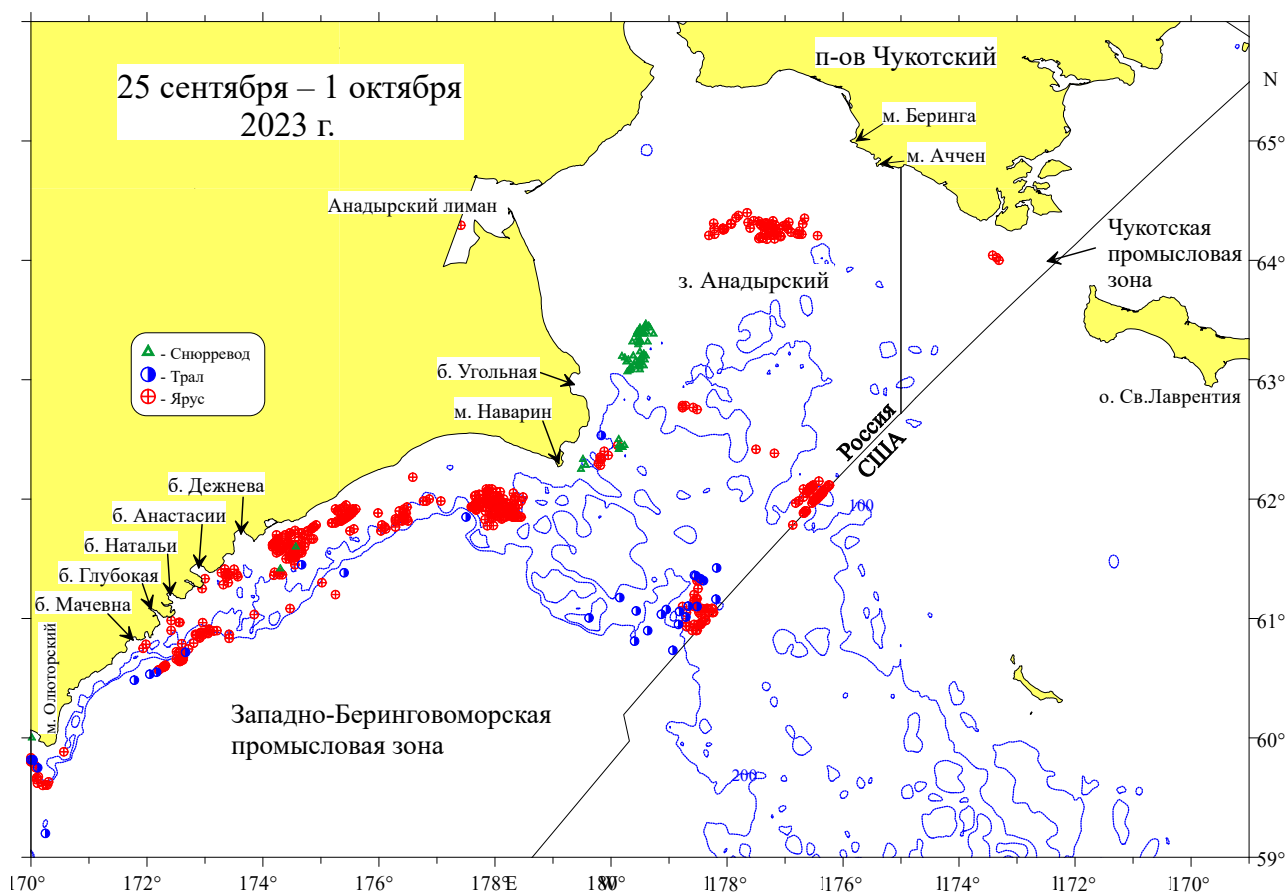 25 сентября – 1 октября
2023 г.
п-ов Чукотский
N
м. Беринга
65°
м. Аччен
Анадырский лиман
Чукотская
промысловая
зона
64°
з. Анадырский
- Снюрревод
- Трал
- Ярус
б. Угольная
63°
о. Св.Лаврентия
м. Наварин
Россия
США
б. Дежнева
62°
100
б. Анастасии
б. Натальи
б. Глубокая
б. Мачевна
61°
м. Олюторский
Западно-Беринговоморская
промысловая зона
60°
200
59°
170
172°
174°
176°
178°
E
W
180°
178°
176°
174°
172°
170°